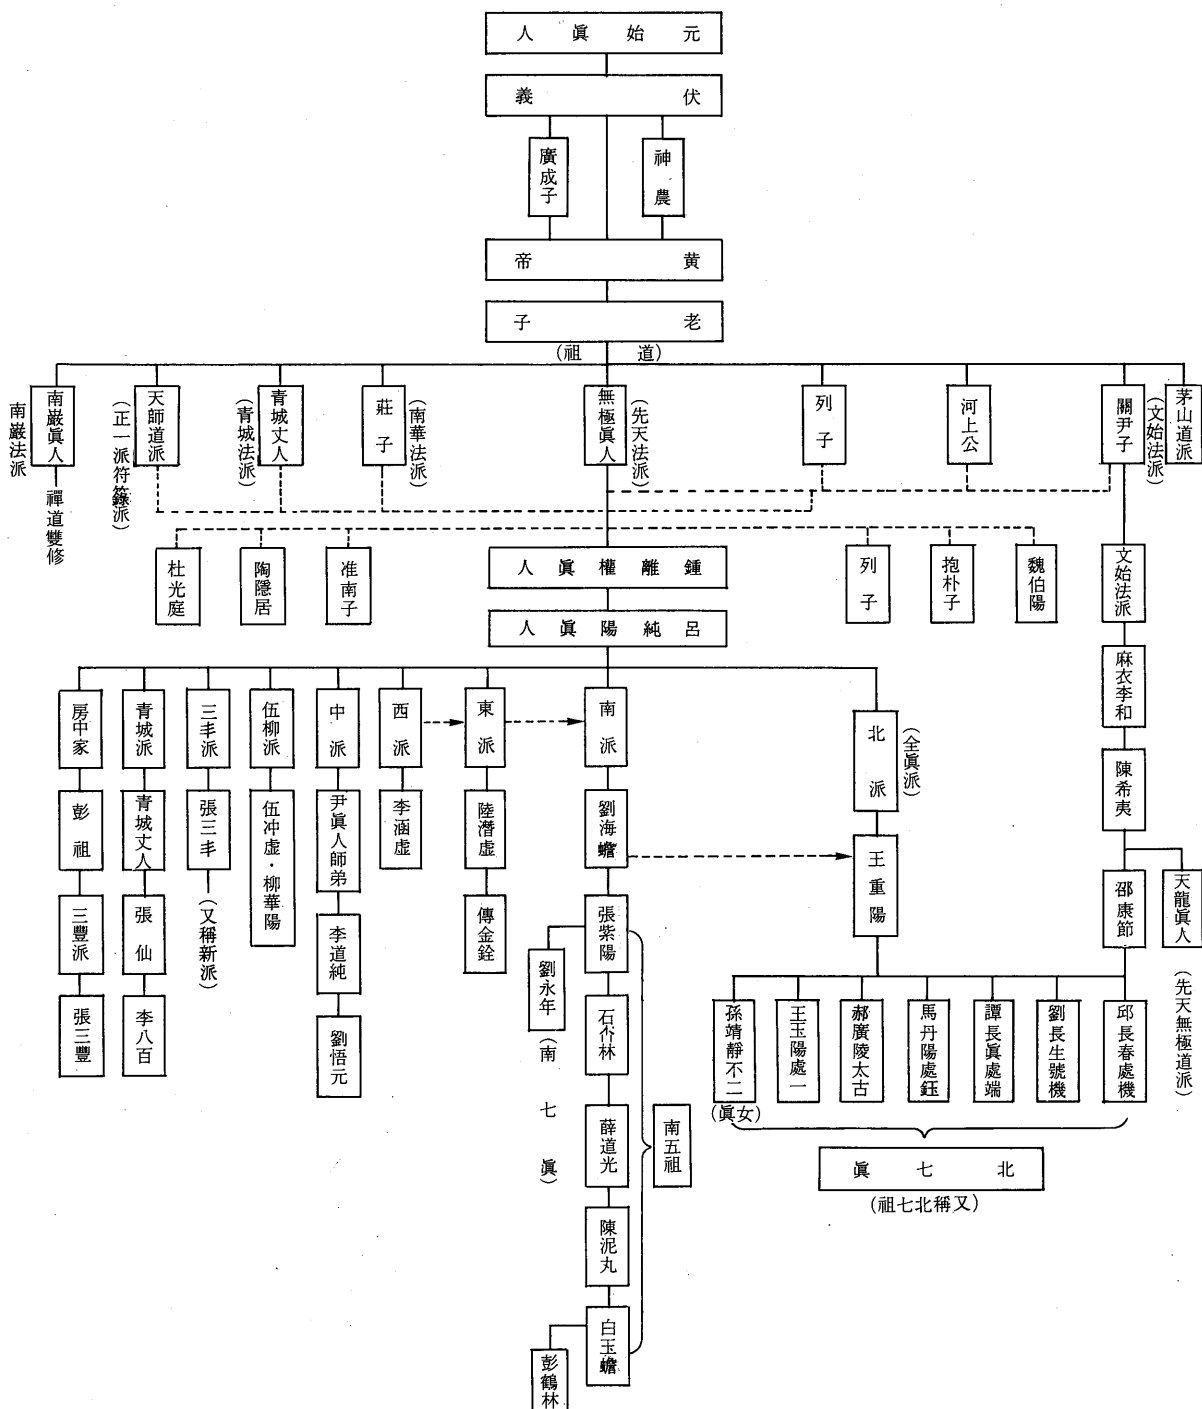 元始眞人
伏義
神農
廣成子
黄帝
老子
(道祖)
茅山道派
關尹子
(文始法派)
河上公
列子
無極眞人
(先天法派)
莊子
(南華法派)
青城丈人
(青城法派)
天師道派
(正一派符籙派)
南巖眞人
南巖法派
禪道雙修
魏伯陽
抱朴子
列子
准南子
陶隱居
杜光庭
鍾離權眞人
呂純陽眞人
文始法派
麻衣李和
陳希夷
天龍眞人
(先天無極道派)
邵康節
北派
(全眞派)
王重陽
邱長春處機
劉長生號機
譚長眞處端
馬丹陽處鈺
郝廣陵太古
王玉陽處一
孫靖靜不二
(女眞)
北七眞
(又稱北七祖)
南派
劉海蟾
張紫陽
劉永年
(南七眞)
石杏林
薛道光
陳泥丸
白玉蟾
彭鶴林
南五祖
東派
陸潛虛
傳金銓
西派
李涵虛
中派
尹眞人師弟
李道純
劉悟元
伍柳派
伍冲虛・柳華陽
三丰派
張三丰
(又稱新派)
青城派
青城丈人
張仙
李八百
房中家
彭祖
三豐派
張三豐